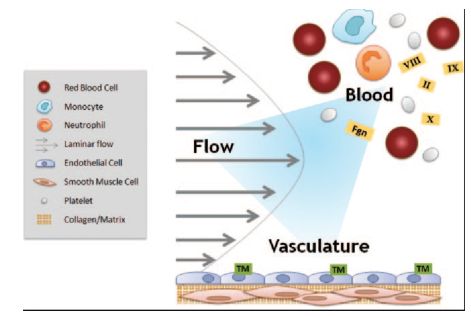 Red Blood Cell
Monocyte
Neutrophil
Laminar flow
Endothelial Cell
Smooth Muscle Cell
Platelet
Collagen/Matrix
VIII
IX
II
Blood
X
Fgn
Flow
Vasculature
TM
TM
TM